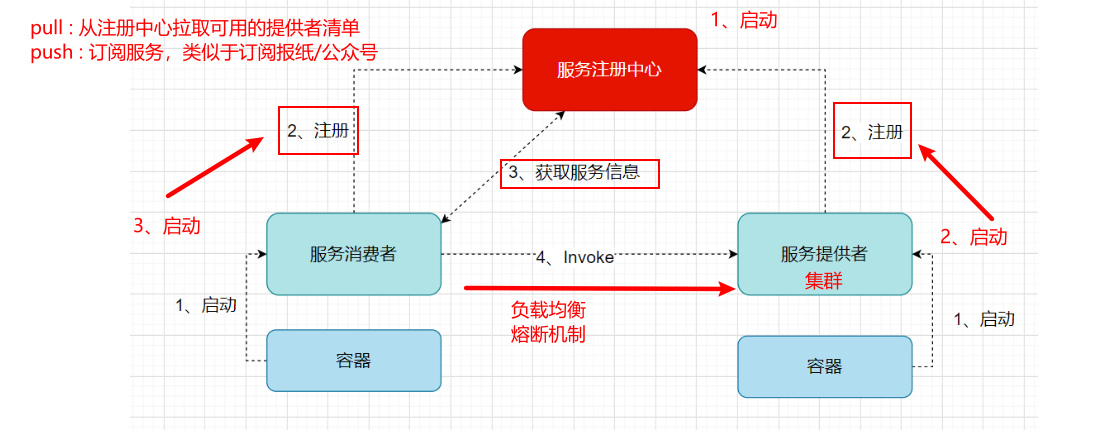 pull : 从注册中心拉取可用的提供者清单
push : 订阅服务，类似于订阅报纸/公众号
1、启动
服务注册中心
2、注册
2、注册
3、获取服务信息
3、启动
2、启动
服务消费者
4、Invoke
服务提供者
集群
负载均衡
熔断机制
1、启动
1、启动
容器
容器